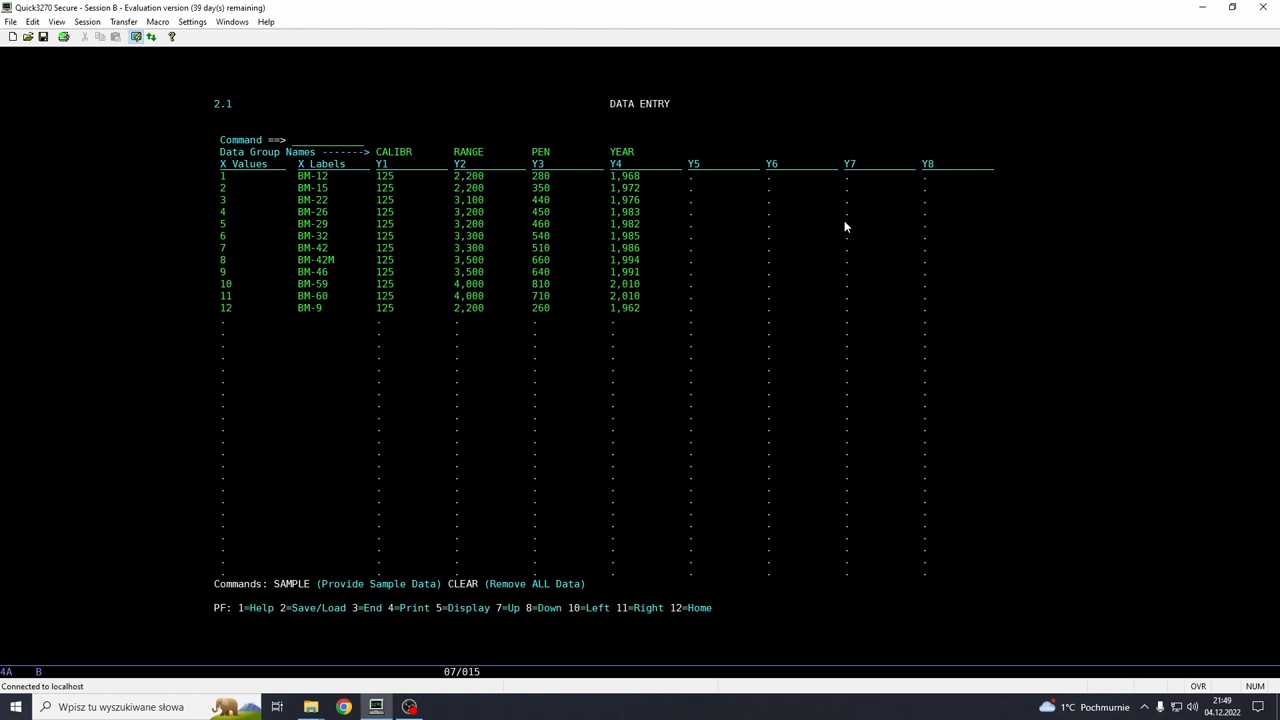 Quick3270 Secure - Session B - Evaluation version (39 day(s) remaining)
File Edit View Session Transfer Macro Settings Windows Help
2.1 DATA ENTRY
Command ==>
Data Group Names -------> CALIBR RANGE PEN YEAR
X Values X Labels Y1 Y2 Y3 Y4 Y5 Y6 Y7 Y8
1 BM-12 125 2,200 280 1,968 . . . .
2 BM-15 125 2,200 350 1,972 . . . .
3 BM-22 125 3,100 440 1,976 . . . .
4 BM-26 125 3,200 450 1,983 . . . .
5 BM-29 125 3,200 460 1,982 . . . .
6 BM-32 125 3,300 540 1,985 . . . .
7 BM-42 125 3,300 510 1,986 . . . .
8 BM-42M 125 3,500 660 1,994 . . . .
9 BM-46 125 3,500 640 1,991 . . . .
10 BM-59 125 4,000 810 2,010 . . . .
11 BM-60 125 4,000 710 2,010 . . . .
12 BM-9 125 2,200 260 1,962 . . . .
Commands: SAMPLE (Provide Sample Data) CLEAR (Remove ALL Data)
PF: 1=Help 2=Save/Load 3=End 4=Print 5=Display 7=Up 8=Down 10=Left 11=Right 12=Home
4A B 07/015
Connected to localhost OVR NUM
Wpisz tu wyszukiwane słowa 1°C Pochmurnie 21:49
04.12.2022